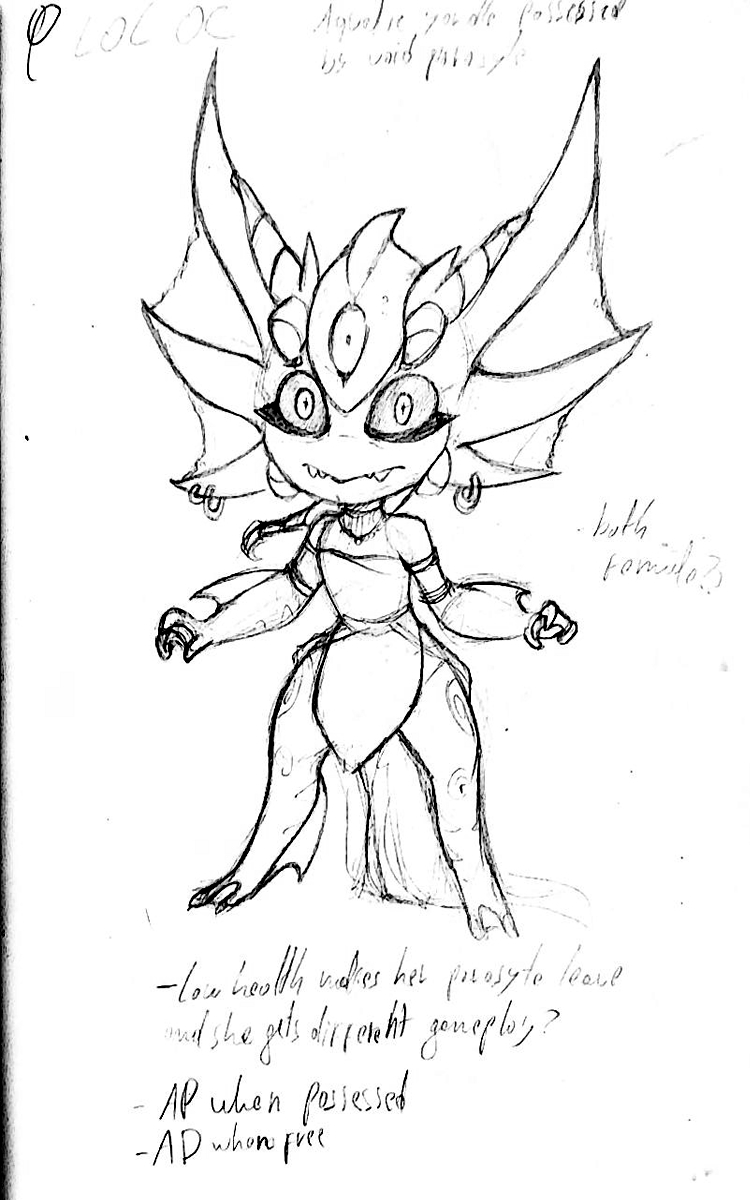 LOL OC
Aquatic yordle possessed
by void parasyte
- both
female?
- Low health makes her parasyte leave
and she gets different gameplay?
- AP when possessed
- AD when free